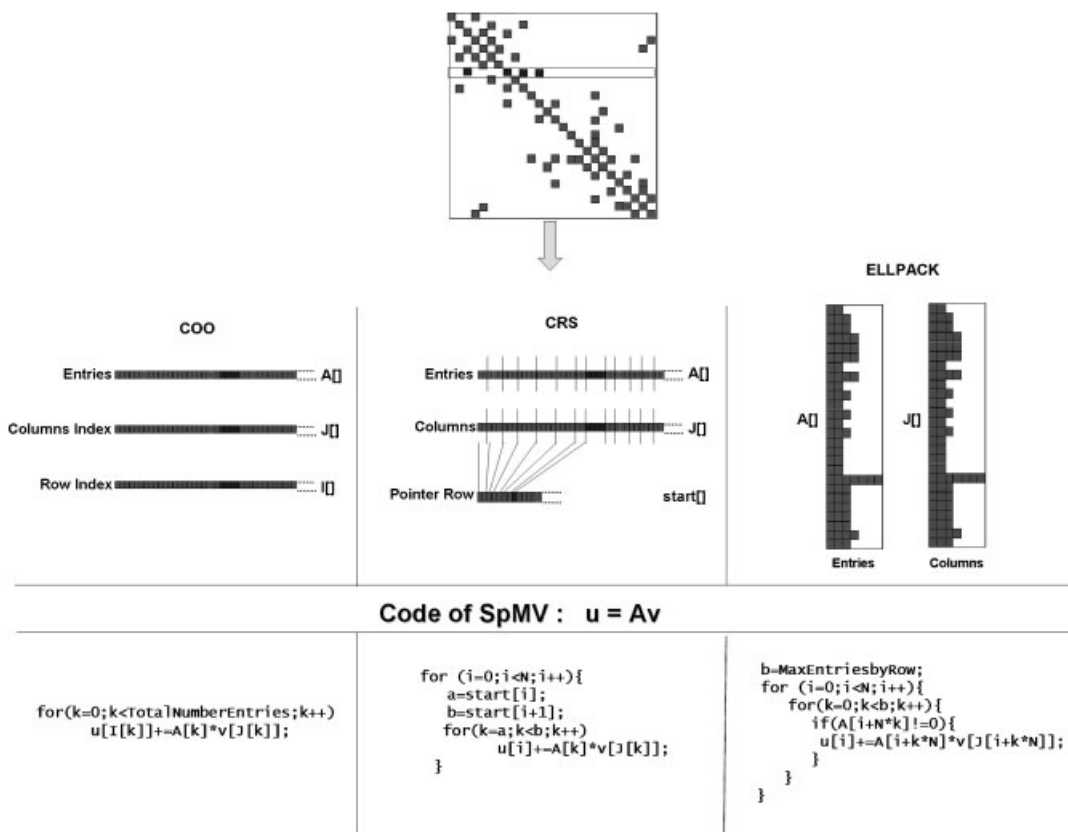 ELLPACK
COO
CRS
Entries A[]
Entries A[]
Columns Index J[]
Columns J[]
A[] J[]
Row Index I[]
Pointer Row start[]
Entries Columns
Code of SpMV : u = Av
for(k=0;k<TotalNumberEntries;k++)
u[I[k]]+=A[k]*v[J[k]];
for (i=0;i<N;i++){
a=start[i];
b=start[i+1];
for(k=a;k<b;k++)
u[i]+=A[k]*v[J[k]];
}
b=MaxEntriesbyRow;
for (i=0;i<N;i++){
for(k=0;k<b;k++){
if(A[i+N*k]!=0){
u[i]+=A[i+k*N]*v[J[i+k*N]];
}
}
}